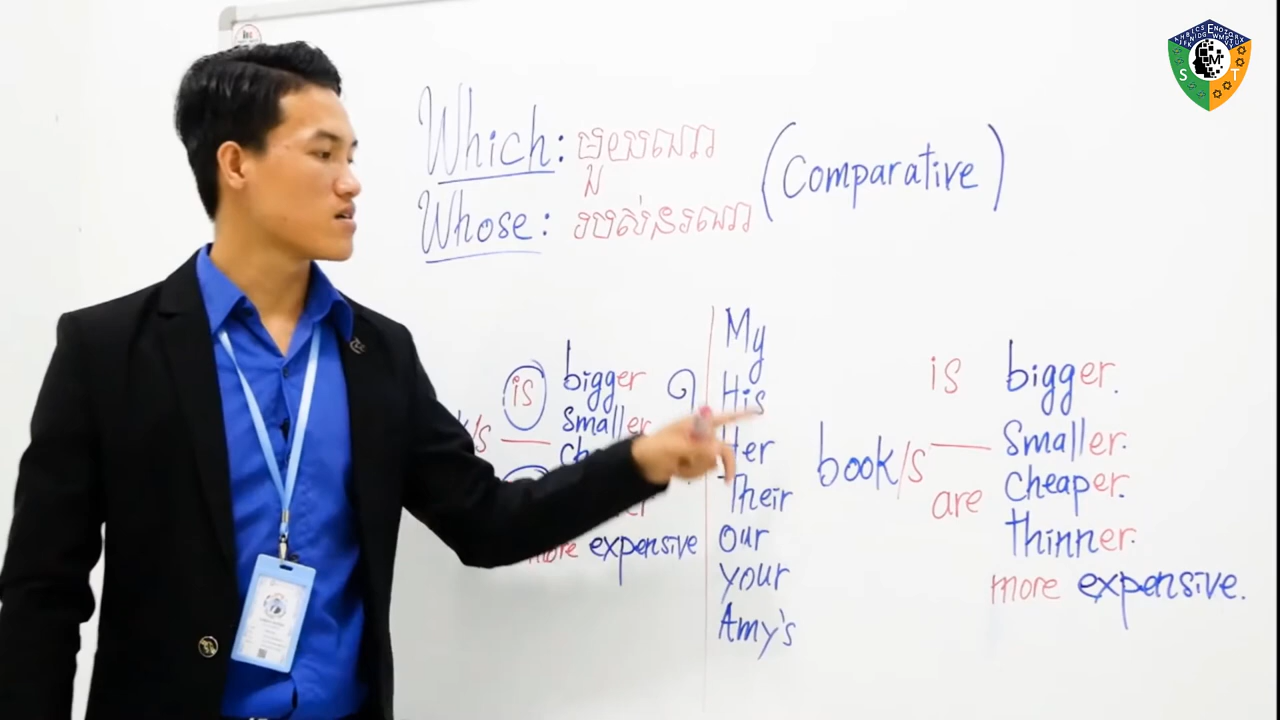 Which: មួយណា
Whose: របស់នរណា
(Comparative)
is
bigger
smaller
/s
more expensive
My
His
Her
Their
our
your
Amy's
book/s
is
are
bigger.
smaller.
cheaper.
thinner.
more expensive.
S M T